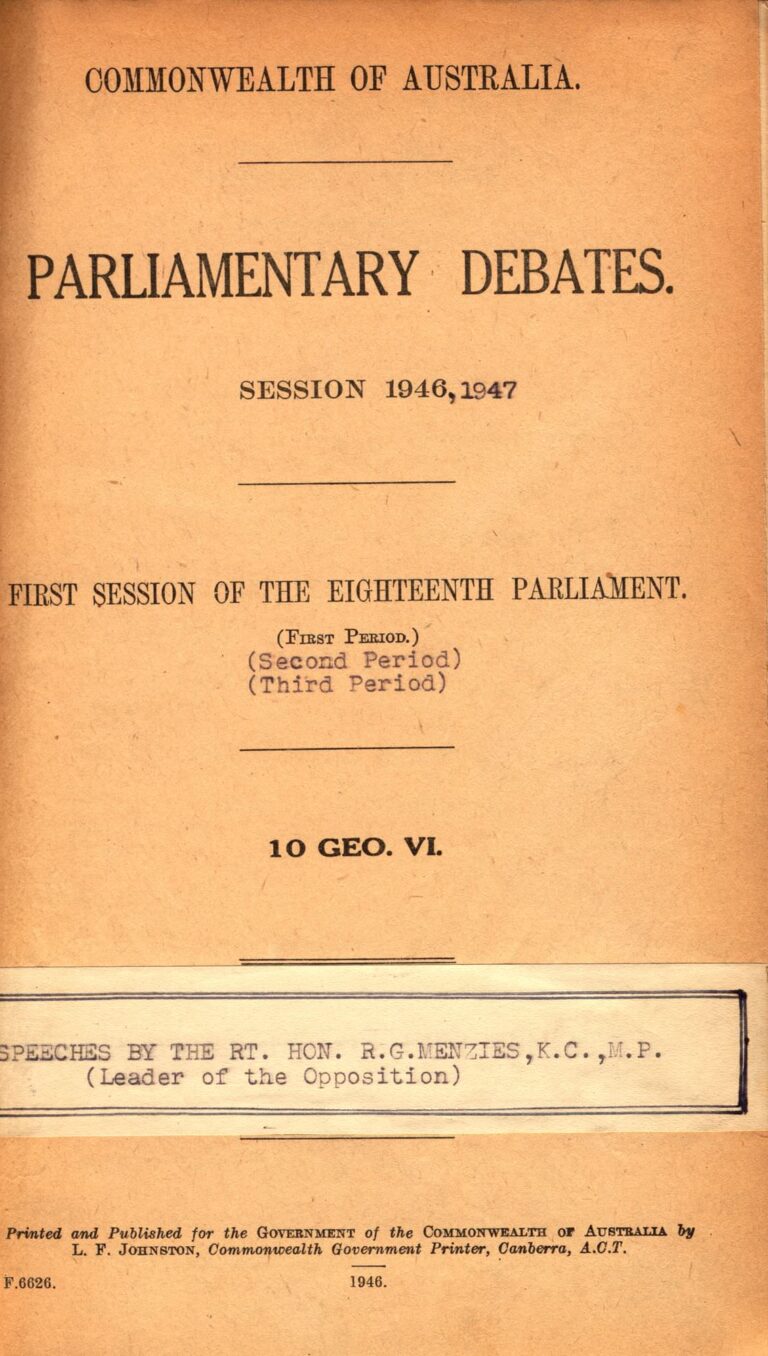 COMMONWEALTH OF AUSTRALIA.
PARLIAMENTARY DEBATES.
SESSION 1946, 1947
FIRST SESSION OF THE EIGHTEENTH PARLIAMENT.
(FIRST PERIOD.)
(Second Period)
(Third Period)
10 GEO. VI.
SPEECHES BY THE RT. HON. R.G.MENZIES,K.C.,M.P.
(Leader of the Opposition)
Printed and Published for the GOVERNMENT of the COMMONWEALTH OF AUSTRALIA by
L. F. JOHNSTON, Commonwealth Government Printer, Canberra, A.C.T.
F.6626. 1946.